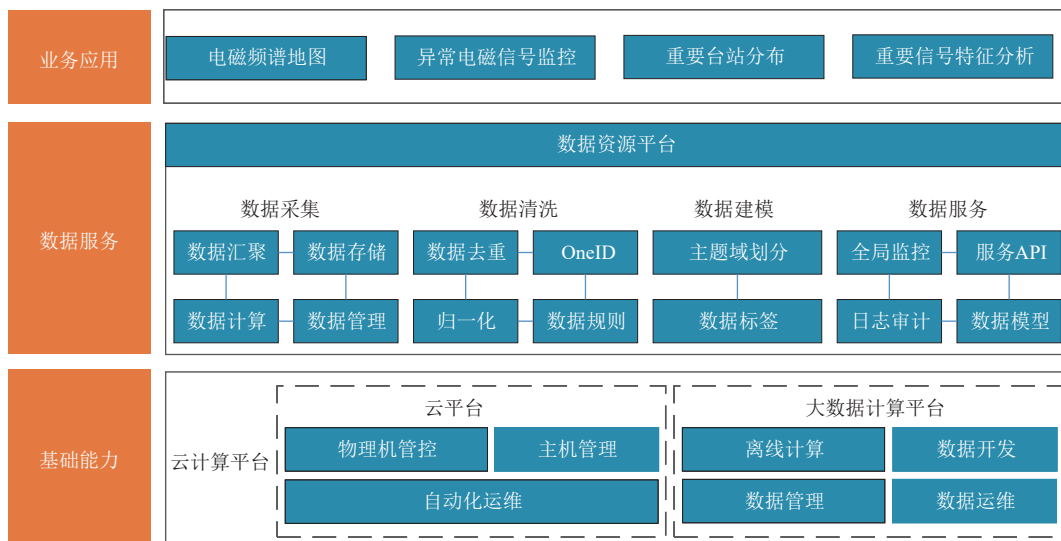 业务应用
电磁频谱地图
异常电磁信号监控
重要台站分布
重要信号特征分析
数据服务
数据资源平台
数据采集
数据清洗
数据建模
数据服务
数据汇聚
数据存储
数据去重
OneID
主题域划分
全局监控
服务API
数据计算
数据管理
归一化
数据规则
数据标签
日志审计
数据模型
基础能力
云计算平台
云平台
大数据计算平台
物理机管控
主机管理
离线计算
数据开发
自动化运维
数据管理
数据运维